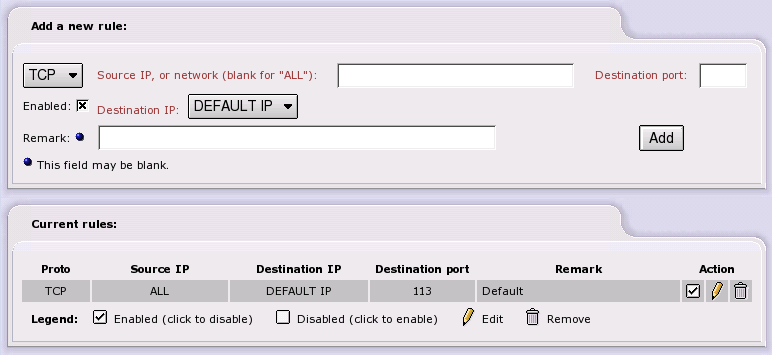 Add a new rule:
TCP Source IP, or network (blank for "ALL"): Destination port:
Enabled: Destination IP: DEFAULT IP
Remark: Add
This field may be blank.
Current rules:
Proto Source IP Destination IP Destination port Remark Action
TCP ALL DEFAULT IP 113 Default
Legend: Enabled (click to disable) Disabled (click to enable) Edit Remove